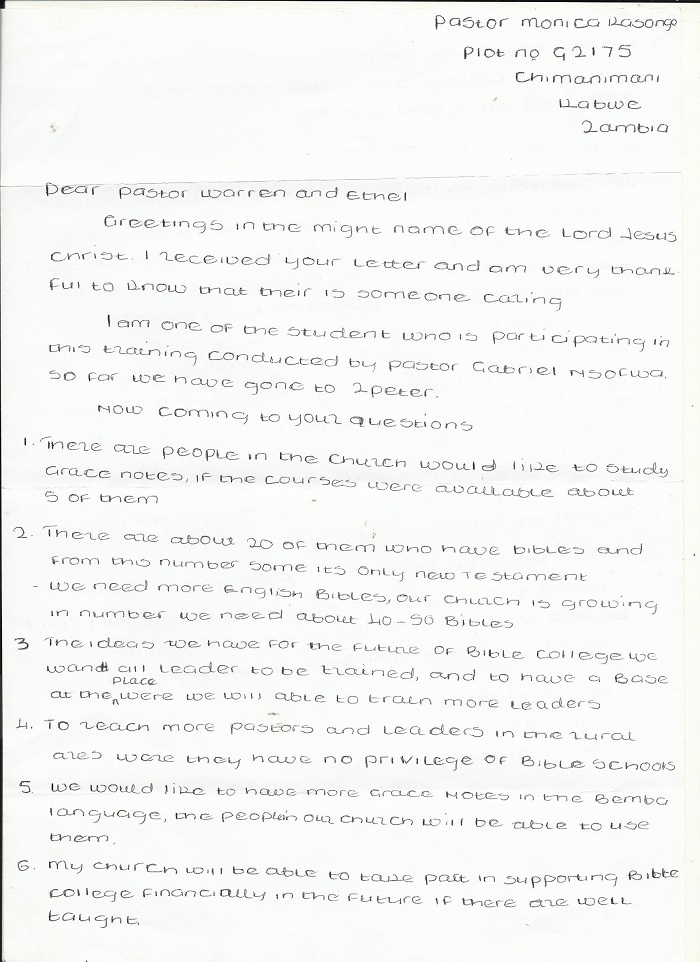 Pastor Monica Kasongo
Plot no G2175
Chimanimani
Kabwe
Zambia
Dear Pastor Warren and Ethel
Greetings in the might name of the Lord Jesus
Christ. I received your letter and am very thank
ful to know that their is someone caring
I am one of the student who is participating in
this training conducted by Pastor Gabriel Nsofwa.
so far we have gone to 2 peter.
Now coming to your questions
1. There are people in the church would like to study
Grace notes, if the courses were available about
5 of them
2. There are about 20 of them who have bibles and
from this number some its only new Testament
- we need more English Bibles, our church is growing
in number we need about 40-50 Bibles
3 The ideas we have for the future of Bible College we
want all leader to be trained, and to have a Base
at the place were we will able to train more leaders
4. To reach more pastors and leaders in the rural
ares were they have no privilege of Bible schools
5. we would like to have more Grace Notes in the Bemba
language, the people in our church will be able to use
them.
6. My church will be able to take part in supporting Bible
college financially in the future if there are well
taught.